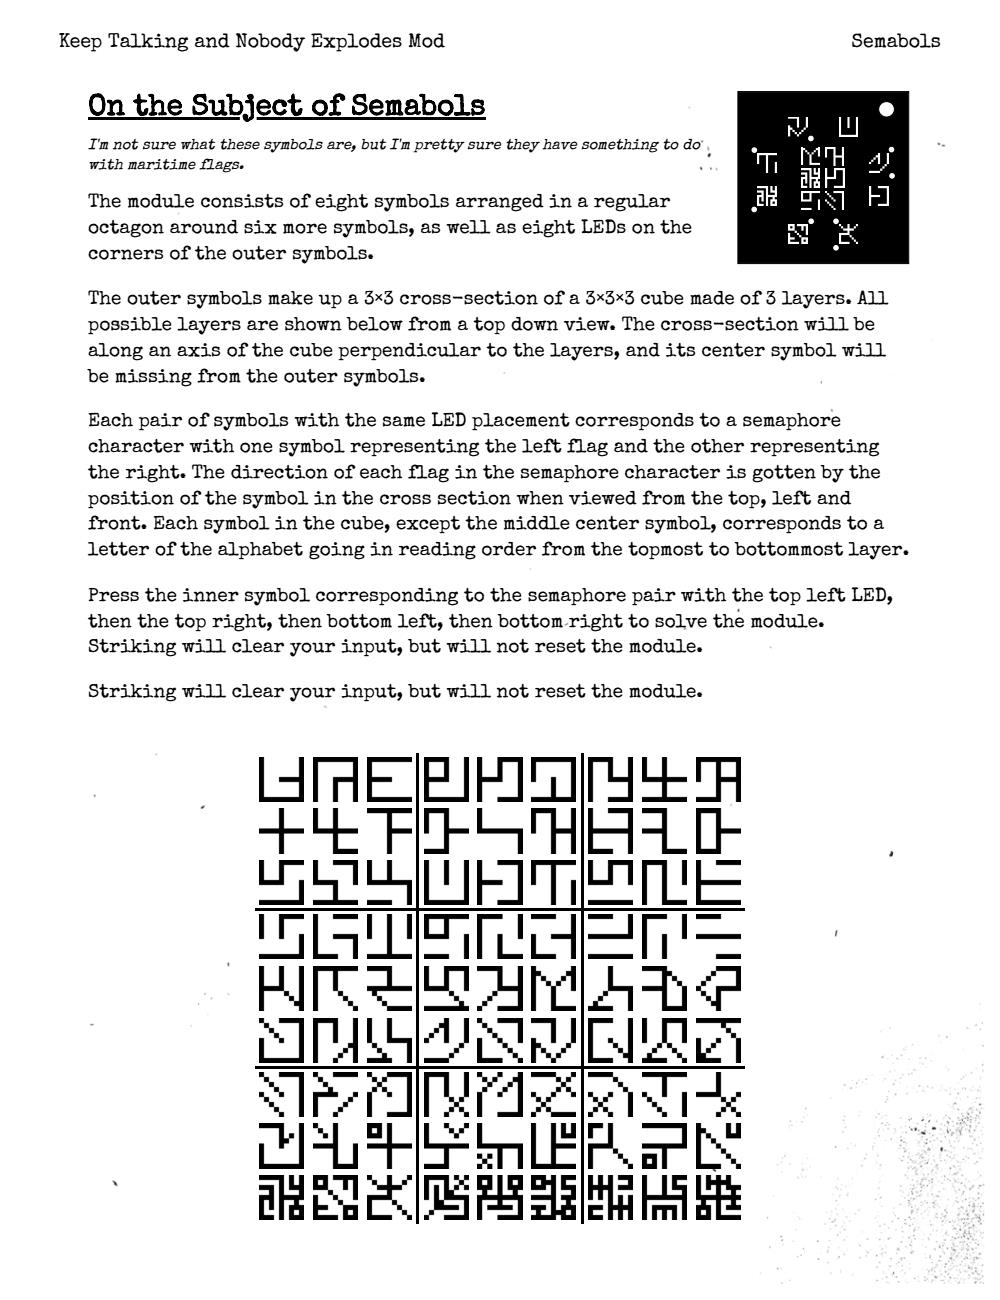 Keep Talking and Nobody Explodes Mod
Semabols
On the Subject of Semabols
I'm not sure what these symbols are, but I'm pretty sure they have something to do
with maritime flags.
The module consists of eight symbols arranged in a regular
octagon around six more symbols, as well as eight LEDs on the
corners of the outer symbols.
The outer symbols make up a 3×3 cross-section of a 3×3×3 cube made of 3 layers. All
possible layers are shown below from a top down view. The cross-section will be
along an axis of the cube perpendicular to the layers, and its center symbol will
be missing from the outer symbols.
Each pair of symbols with the same LED placement corresponds to a semaphore
character with one symbol representing the left flag and the other representing
the right. The direction of each flag in the semaphore character is gotten by the
position of the symbol in the cross section when viewed from the top, left and
front. Each symbol in the cube, except the middle center symbol, corresponds to a
letter of the alphabet going in reading order from the topmost to bottommost layer.
Press the inner symbol corresponding to the semaphore pair with the top left LED,
then the top right, then bottom left, then bottom right to solve the module.
Striking will clear your input, but will not reset the module.
Striking will clear your input, but will not reset the module.